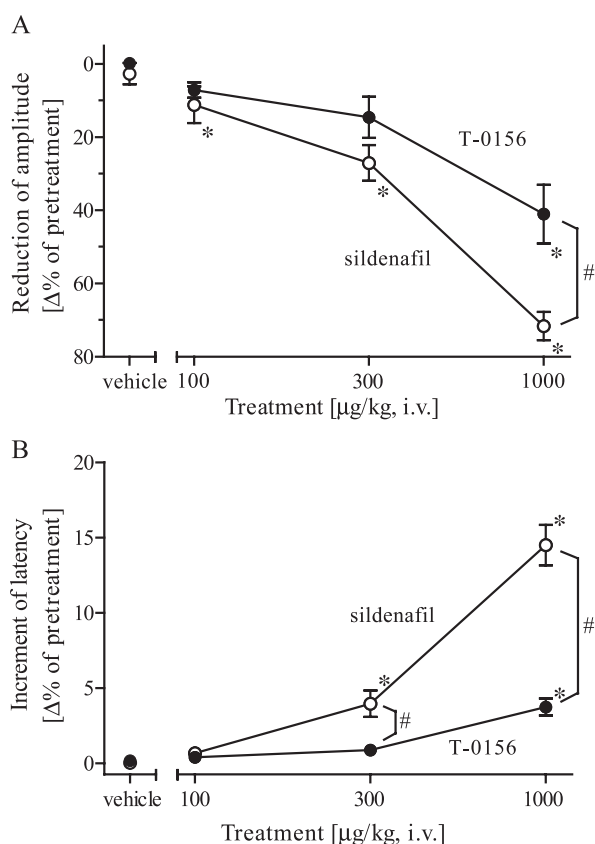 A
Reduction of amplitude
[Δ% of pretreatment]
0
20
40
60
80
T-0156
sildenafil
*
*
*
*
#
vehicle
100
300
1000
Treatment [μg/kg, i.v.]
B
Increment of latency
[Δ% of pretreatment]
20
15
10
5
0
sildenafil
T-0156
*
*
*
#
#
vehicle
100
300
1000
Treatment [μg/kg, i.v.]